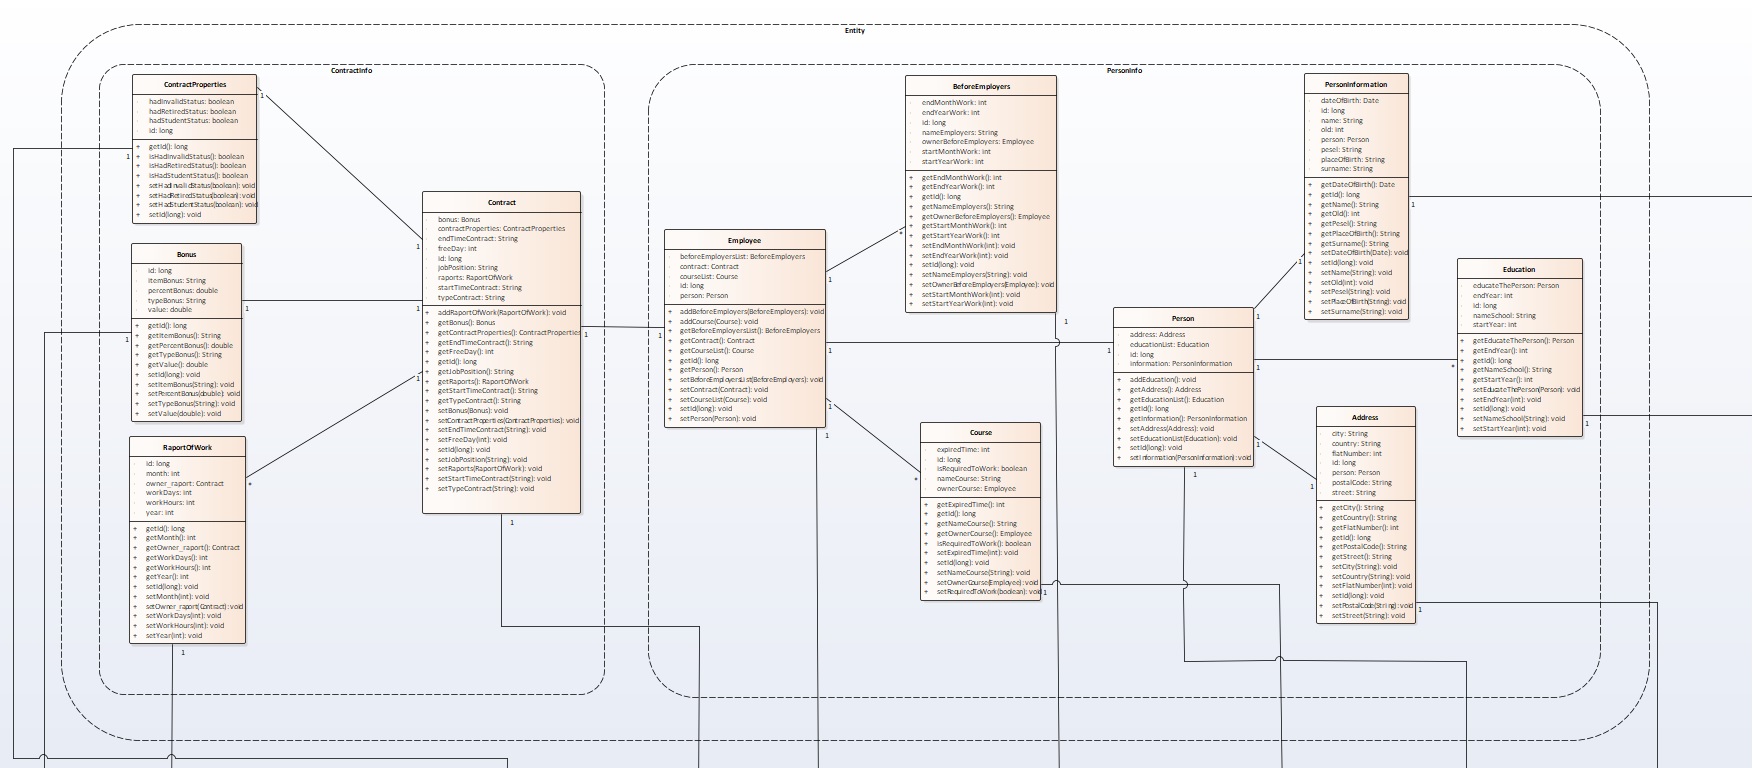 Entity
ContractInfo
ContractProperties
hadInvalidStatus: boolean
hadRetiredStatus: boolean
hadStudentStatus: boolean
id: long
+ getId(): long
+ isHadInvalidStatus(): boolean
+ isHadRetiredStatus(): boolean
+ isHadStudentStatus(): boolean
+ setHadInvalidStatus(boolean): void
+ setHadRetiredStatus(boolean): void
+ setHadStudentStatus(boolean): void
+ setId(long): void
1
1
Bonus
id: long
itemBonus: String
percentBonus: double
typeBonus: String
value: double
+ getId(): long
+ getItemBonus(): String
+ getPercentBonus(): double
+ getTypeBonus(): String
+ getValue(): double
+ setId(long): void
+ setItemBonus(String): void
+ setPercentBonus(double): void
+ setTypeBonus(String): void
+ setValue(double): void
1
1
RaportOfWork
id: long
month: int
owner_raport: Contract
workDays: int
workHours: int
year: int
+ getId(): long
+ getMonth(): int
+ getOwner_raport(): Contract
+ getWorkDays(): int
+ getWorkHours(): int
+ getYear(): int
+ setId(long): void
+ setMonth(int): void
+ setOwner_raport(Contract): void
+ setWorkDays(int): void
+ setWorkHours(int): void
+ setYear(int): void
*
1
Contract
bonus: Bonus
contractProperties: ContractProperties
endTimeContract: String
freeDay: int
id: long
jobPosition: String
raports: RaportOfWork
startTimeContract: String
typeContract: String
+ addRaportOfWork(RaportOfWork): void
+ getBonus(): Bonus
+ getContractProperties(): ContractProperties
+ getEndTimeContract(): String
+ getFreeDay(): int
+ getId(): long
+ getJobPosition(): String
+ getRaports(): RaportOfWork
+ getStartTimeContract(): String
+ getTypeContract(): String
+ setBonus(Bonus): void
+ setContractProperties(ContractProperties): void
+ setEndTimeContract(String): void
+ setFreeDay(int): void
+ setId(long): void
+ setJobPosition(String): void
+ setRaports(RaportOfWork): void
+ setStartTimeContract(String): void
+ setTypeContract(String): void
1
1
1
1
1
PersonInfo
Employee
beforeEmployersList: BeforeEmployers
contract: Contract
courseList: Course
id: long
person: Person
+ addBeforeEmployers(BeforeEmployers): void
+ addCourse(Course): void
+ getBeforeEmployersList(): BeforeEmployers
+ getContract(): Contract
+ getCourseList(): Course
+ getId(): long
+ getPerson(): Person
+ setBeforeEmployersList(BeforeEmployers): void
+ setContract(Contract): void
+ setCourseList(Course): void
+ setId(long): void
+ setPerson(Person): void
1
1
1
1
1
BeforeEmployers
endMonthWork: int
endYearWork: int
id: long
nameEmployers: String
ownerBeforeEmployers: Employee
startMonthWork: int
startYearWork: int
+ getEndMonthWork(): int
+ getEndYearWork(): int
+ getId(): long
+ getNameEmployers(): String
+ getOwnerBeforeEmployers(): Employee
+ getStartMonthWork(): int
+ getStartYearWork(): int
+ setEndMonthWork(int): void
+ setEndYearWork(int): void
+ setId(long): void
+ setNameEmployers(String): void
+ setOwnerBeforeEmployers(Employee): void
+ setStartMonthWork(int): void
+ setStartYearWork(int): void
*
1
Course
expiredTime: int
id: long
isRequiredToWork: boolean
nameCourse: String
ownerCourse: Employee
+ getExpiredTime(): int
+ getId(): long
+ getNameCourse(): String
+ getOwnerCourse(): Employee
+ isRequiredToWork(): boolean
+ setExpiredTime(int): void
+ setId(long): void
+ setNameCourse(String): void
+ setOwnerCourse(Employee): void
+ setRequiredToWork(boolean): void
*
1
Person
address: Address
educationList: Education
id: long
information: PersonInformation
+ addEducation(): void
+ getAddress(): Address
+ getEducationList(): Education
+ getId(): long
+ getInformation(): PersonInformation
+ setAddress(Address): void
+ setEducationList(Education): void
+ setId(long): void
+ setInformation(PersonInformation): void
1
1
1
1
1
PersonInformation
dateOfBirth: Date
id: long
name: String
old: int
person: Person
pesel: String
placeOfBirth: String
surname: String
+ getDateOfBirth(): Date
+ getId(): long
+ getName(): String
+ getOld(): int
+ getPesel(): String
+ getPlaceOfBirth(): String
+ getSurname(): String
+ setDateOfBirth(Date): void
+ setId(long): void
+ setName(String): void
+ setOld(int): void
+ setPesel(String): void
+ setPlaceOfBirth(String): void
+ setSurname(String): void
1
1
Address
city: String
country: String
flatNumber: int
id: long
person: Person
postalCode: String
street: String
+ getCity(): String
+ getCountry(): String
+ getFlatNumber(): int
+ getId(): long
+ getPostalCode(): String
+ getStreet(): String
+ setCity(String): void
+ setCountry(String): void
+ setFlatNumber(int): void
+ setId(long): void
+ setPostalCode(String): void
+ setStreet(String): void
1
1
Education
educateThePerson: Person
endYear: int
id: long
nameSchool: String
startYear: int
+ getEducateThePerson(): Person
+ getEndYear(): int
+ getId(): long
+ getNameSchool(): String
+ getStartYear(): int
+ setEducateThePerson(Person): void
+ setEndYear(int): void
+ setId(long): void
+ setNameSchool(String): void
+ setStartYear(int): void
*
1